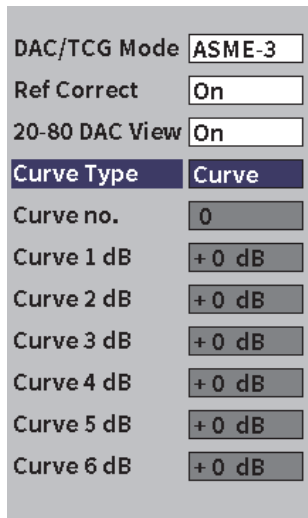 DAC/TCG Mode ASME-3
Ref Correct On
20-80 DAC View On
Curve Type Curve
Curve no. 0
Curve 1 dB +0 dB
Curve 2 dB +0 dB
Curve 3 dB +0 dB
Curve 4 dB +0 dB
Curve 5 dB +0 dB
Curve 6 dB +0 dB